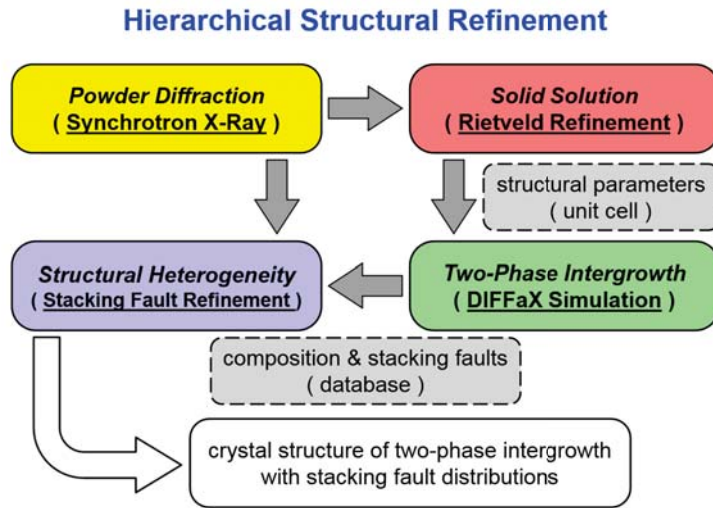 Hierarchical Structural Refinement
Powder Diffraction
( Synchrotron X-Ray )
Solid Solution
( Rietveld Refinement )
structural parameters
( unit cell )
Structural Heterogeneity
( Stacking Fault Refinement )
Two-Phase Intergrowth
( DIFFaX Simulation )
composition & stacking faults
( database )
crystal structure of two-phase intergrowth
with stacking fault distributions